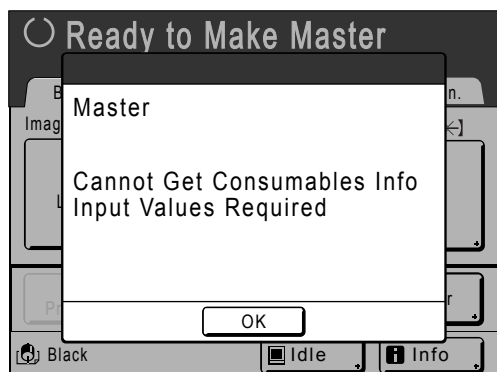 Ready to Make Master
Master
Cannot Get Consumables Info
Input Values Required
OK
Black
Idle
Info